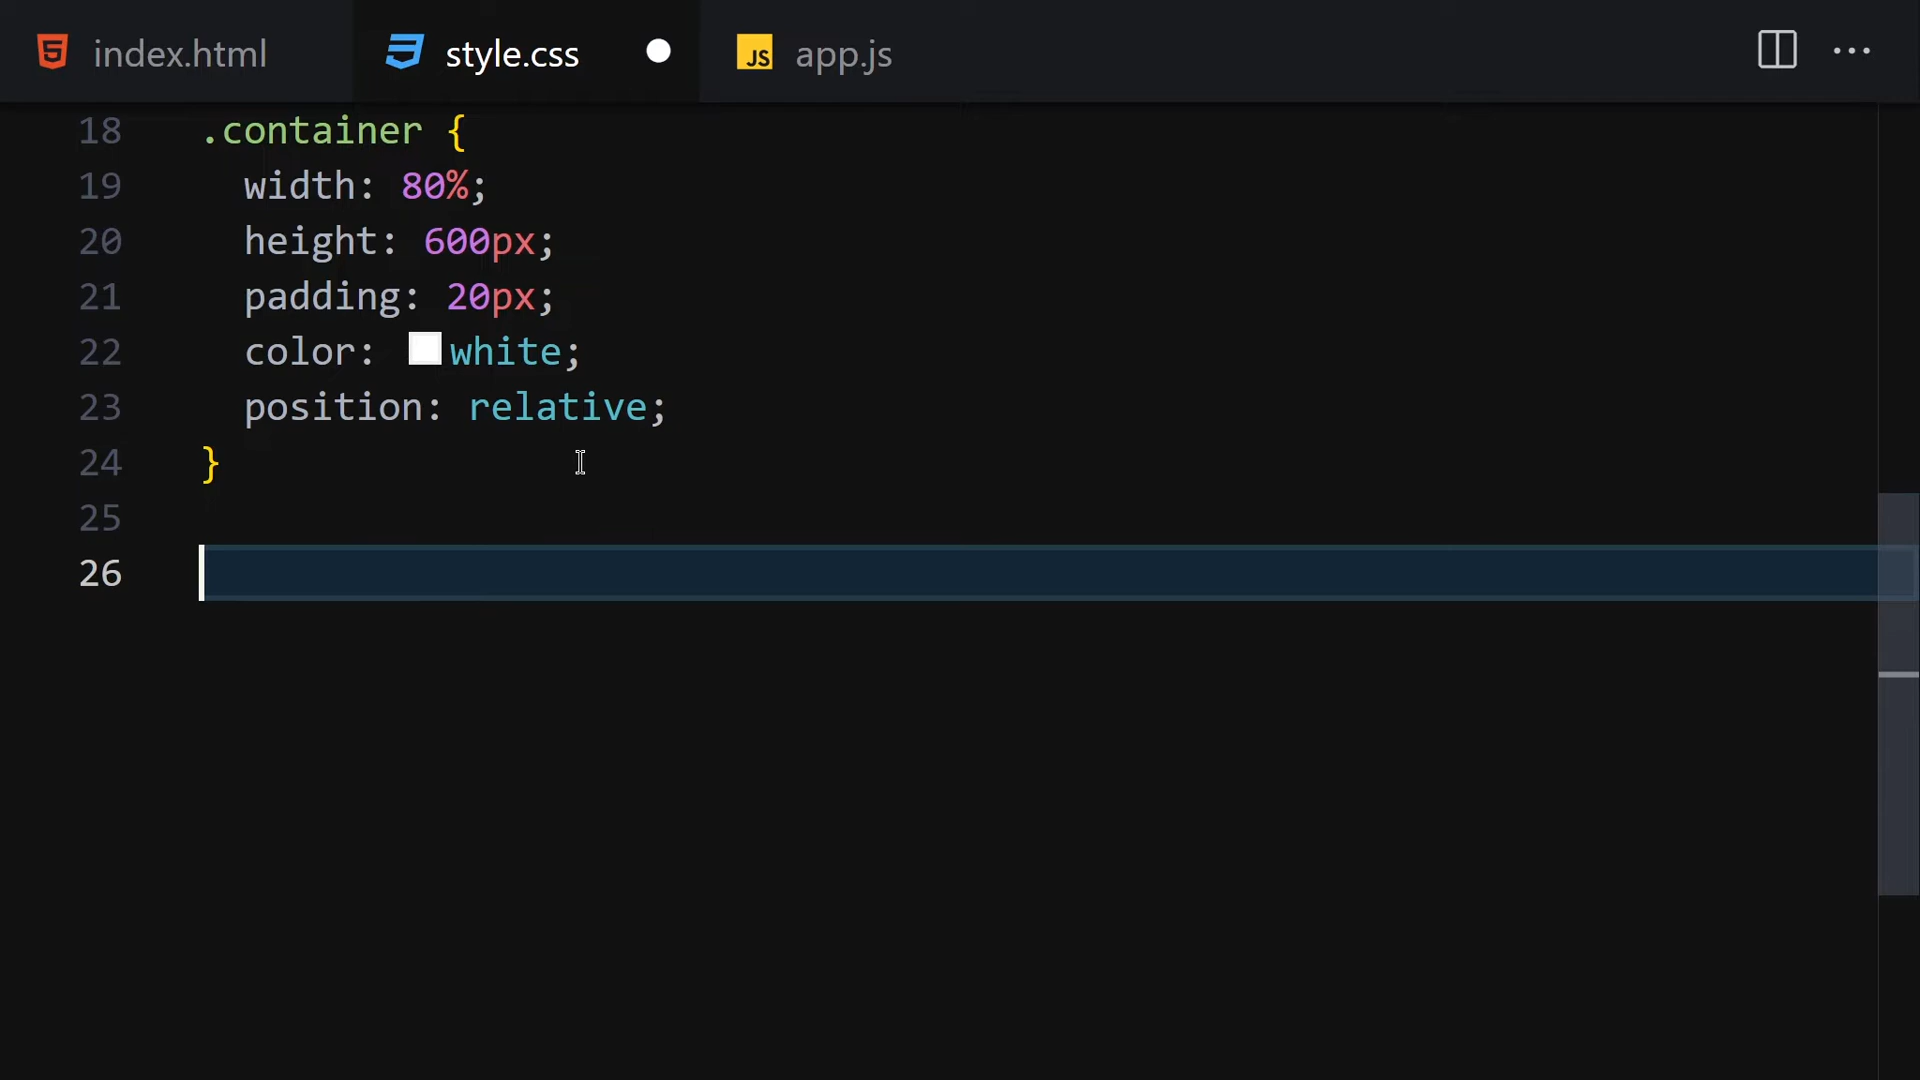 index.html style.css JS app.js
18 .container {
19 width: 80%;
20 height: 600px;
21 padding: 20px;
22 color: white;
23 position: relative;
24 }
25
26